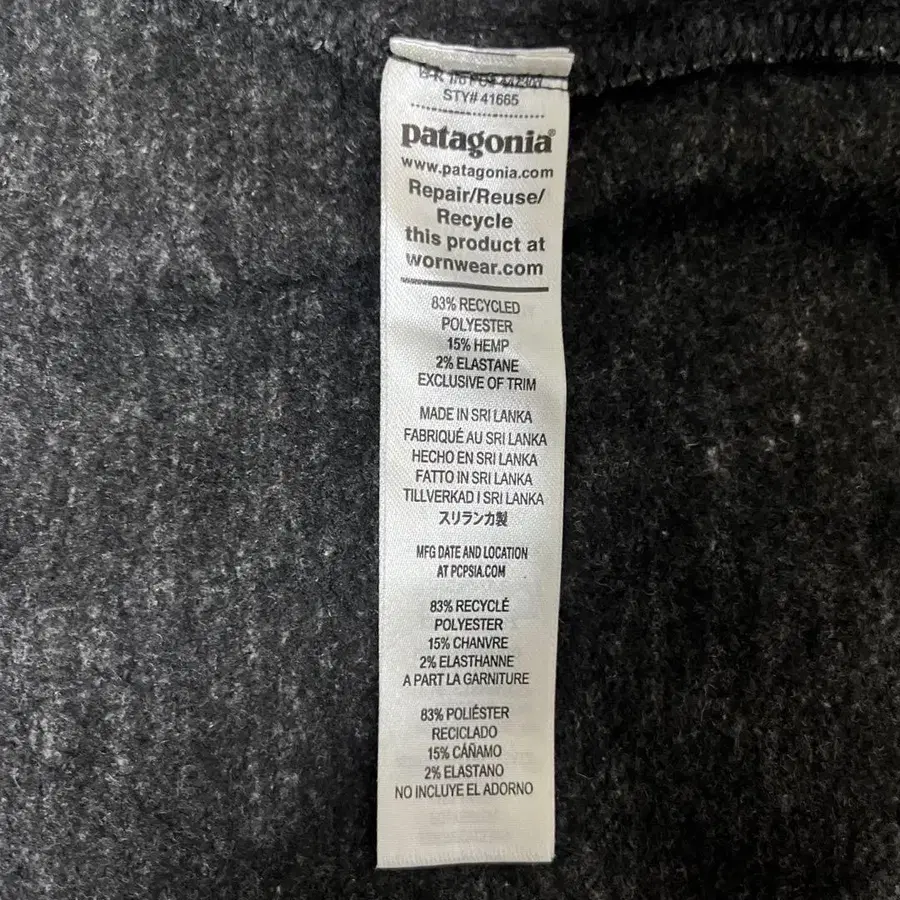 STY# 41665
patagonia®
www.patagonia.com
Repair/Reuse/
Recycle
this product at
wornwear.com
83% RECYCLED
POLYESTER
15% HEMP
2% ELASTANE
EXCLUSIVE OF TRIM
MADE IN SRI LANKA
FABRIQUÉ AU SRI LANKA
HECHO EN SRI LANKA
FATTO IN SRI LANKA
TILLVERKAD I SRI LANKA
スリランカ製
MFG DATE AND LOCATION
AT PCPSIA.COM
83% RECYCLÉ
POLYESTER
15% CHANVRE
2% ELASTHANNE
A PART LA GARNITURE
83% POLIÉSTER
RECICLADO
15% CÁÑAMO
2% ELASTANO
NO INCLUYE EL ADORNO